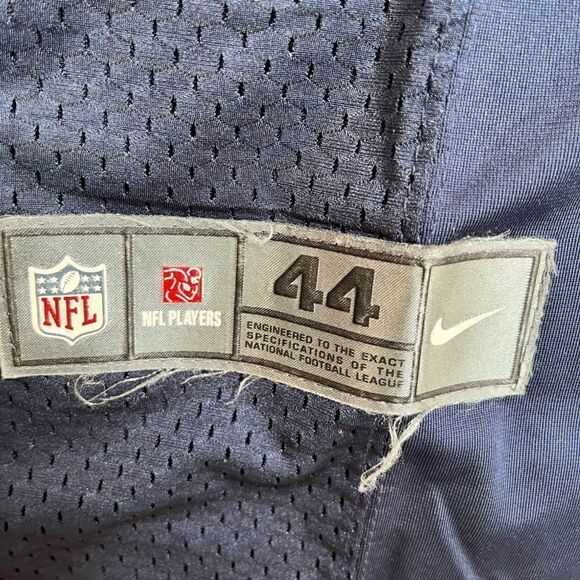 NFL
NFL PLAYERS
44
ENGINEERED TO THE EXACT
SPECIFICATIONS OF THE
NATIONAL FOOTBALL LEAGUE